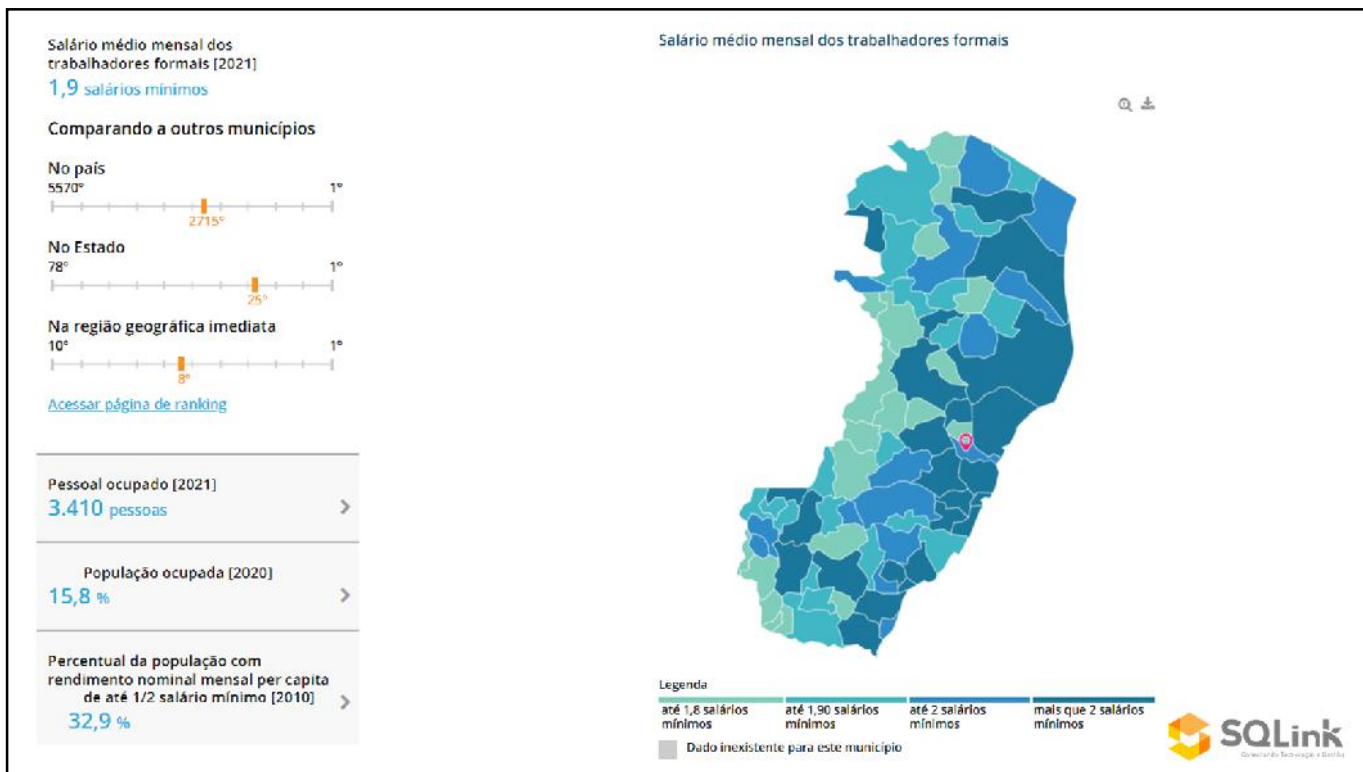 Salário médio mensal dos
trabalhadores formais [2021]
1,9 salários mínimos
Comparando a outros municípios
No país
5570°
1°
2715°
No Estado
78°
1°
25°
Na região geográfica imediata
10°
1°
8°
Acessar página de ranking
Pessoal ocupado [2021]
3.410 pessoas
População ocupada [2020]
15,8 %
Percentual da população com
rendimento nominal mensal per capita
de até 1/2 salário mínimo [2010]
32,9 %
Salário médio mensal dos trabalhadores formais
Legenda
até 1,8 salários
mínimos
até 1,90 salários
mínimos
até 2 salários
mínimos
mais que 2 salários
mínimos
Dado inexistente para este município
SQLink
Conectando Tecnologia e Gestão